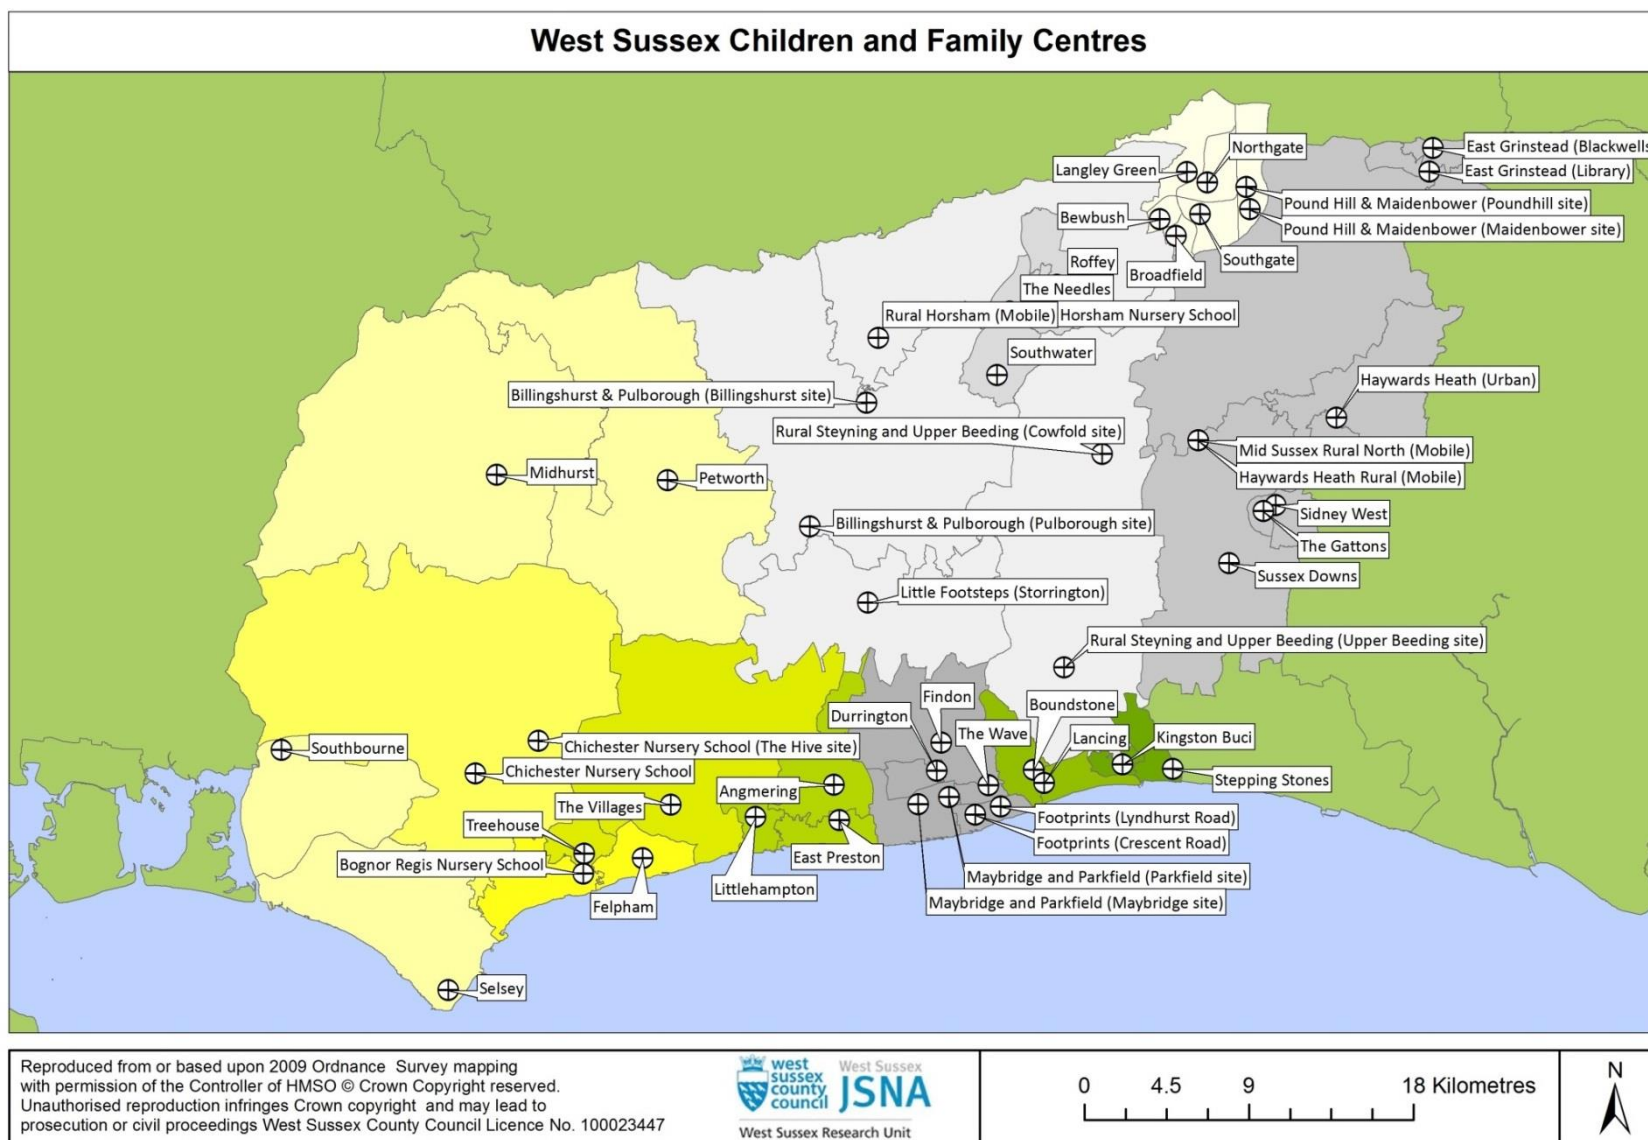 West Sussex Children and Family Centres
Northgate
East Grinstead (Blackwells
Langley Green
East Grinstead (Library)
Pound Hill & Maidenbower (Poundhill site)
Bewbush
Pound Hill & Maidenbower (Maidenbower site)
Roffey
Broadfield
Southgate
The Needles
Rural Horsham (Mobile)
Horsham Nursery School
Southwater
Haywards Heath (Urban)
Billingshurst & Pulborough (Billingshurst site)
Rural Steyning and Upper Beeding (Cowfold site)
Mid Sussex Rural North (Mobile)
Midhurst
Petworth
Haywards Heath Rural (Mobile)
Sidney West
Billingshurst & Pulborough (Pulborough site)
The Gattons
Sussex Downs
Little Footsteps (Storrington)
Rural Steyning and Upper Beeding (Upper Beeding site)
Findon
Boundstone
Durrington
The Wave
Lancing
Kingston Buci
Southbourne
Chichester Nursery School (The Hive site)
Chichester Nursery School
Stepping Stones
Angmering
The Villages
Footprints (Lyndhurst Road)
Treehouse
Footprints (Crescent Road)
East Preston
Bognor Regis Nursery School
Maybridge and Parkfield (Parkfield site)
Littlehampton
Felpham
Maybridge and Parkfield (Maybridge site)
Selsey
Reproduced from or based upon 2009 Ordnance Survey mapping
with permission of the Controller of HMSO © Crown Copyright reserved.
Unauthorised reproduction infringes Crown copyright and may lead to
prosecution or civil proceedings West Sussex County Council Licence No. 100023447
west
sussex
county
council
West Sussex
JSNA
West Sussex Research Unit
0 4.5 9 18 Kilometres
N